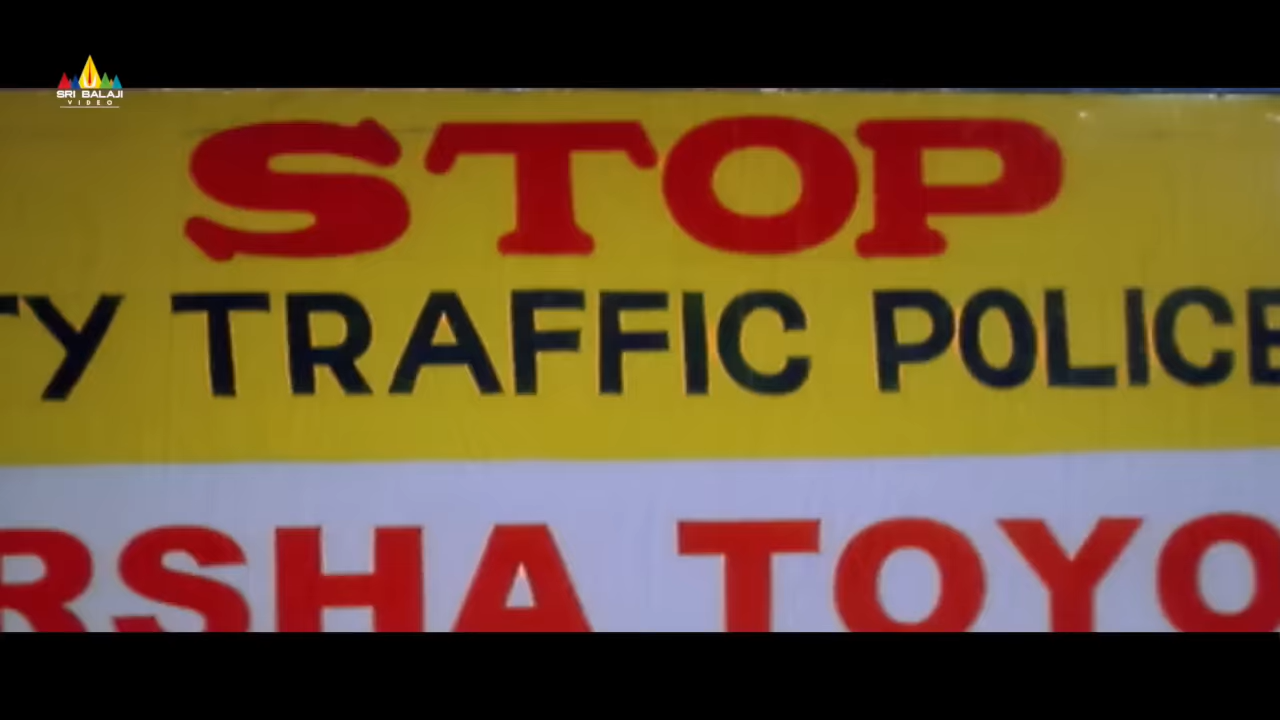 SRI BALAJI
VIDEO
STOP
TY TRAFFIC POLICE
RSHA TOYO